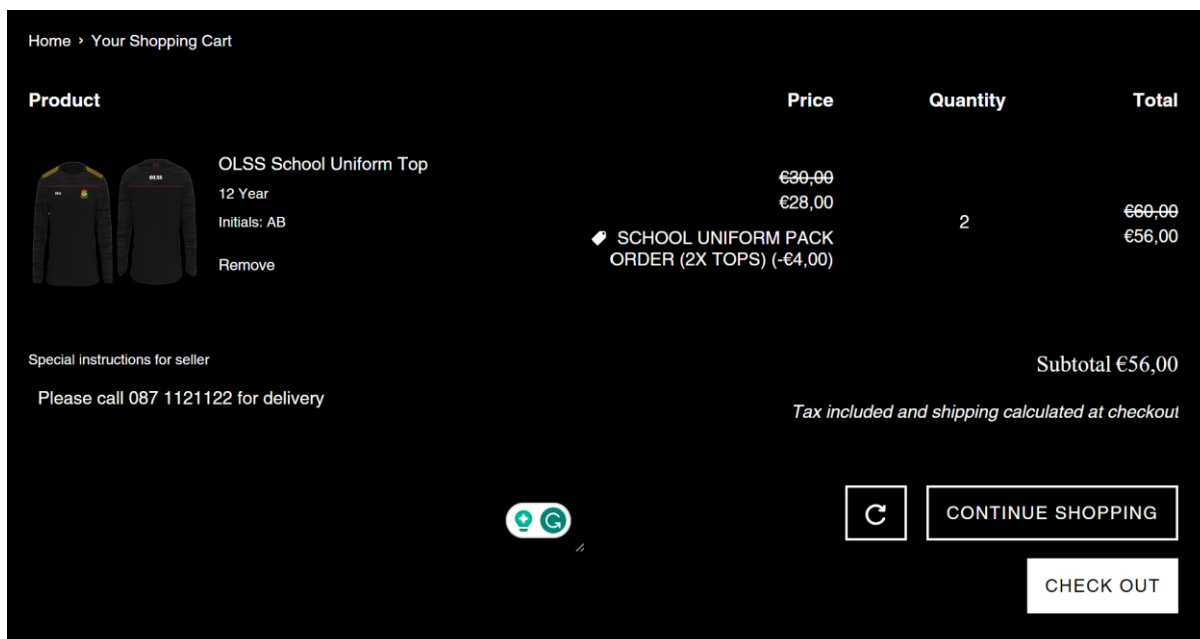 Home › Your Shopping Cart
Product Price Quantity Total
OLSS School Uniform Top
12 Year
Initials: AB
Remove
OLSS
€30,00
€28,00
SCHOOL UNIFORM PACK
ORDER (2X TOPS) (-€4,00)
2
€60,00
€56,00
Special instructions for seller
Please call 087 1121122 for delivery
Subtotal €56,00
Tax included and shipping calculated at checkout
CONTINUE SHOPPING
CHECK OUT